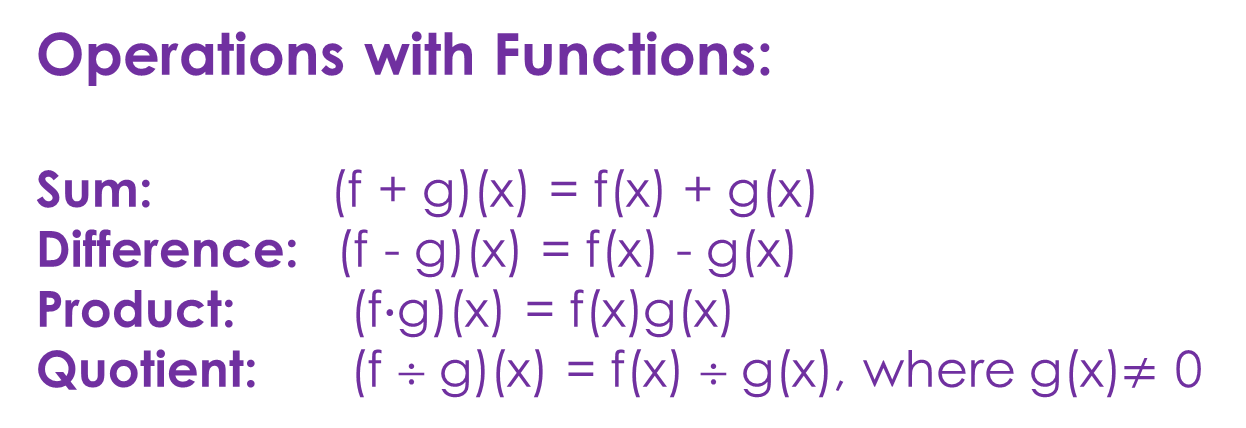 Operations with Functions:
Sum: (f + g)(x) = f(x) + g(x)
Difference: (f - g)(x) = f(x) - g(x)
Product: (f·g)(x) = f(x)g(x)
Quotient: (f ÷ g)(x) = f(x) ÷ g(x), where g(x)≠ 0